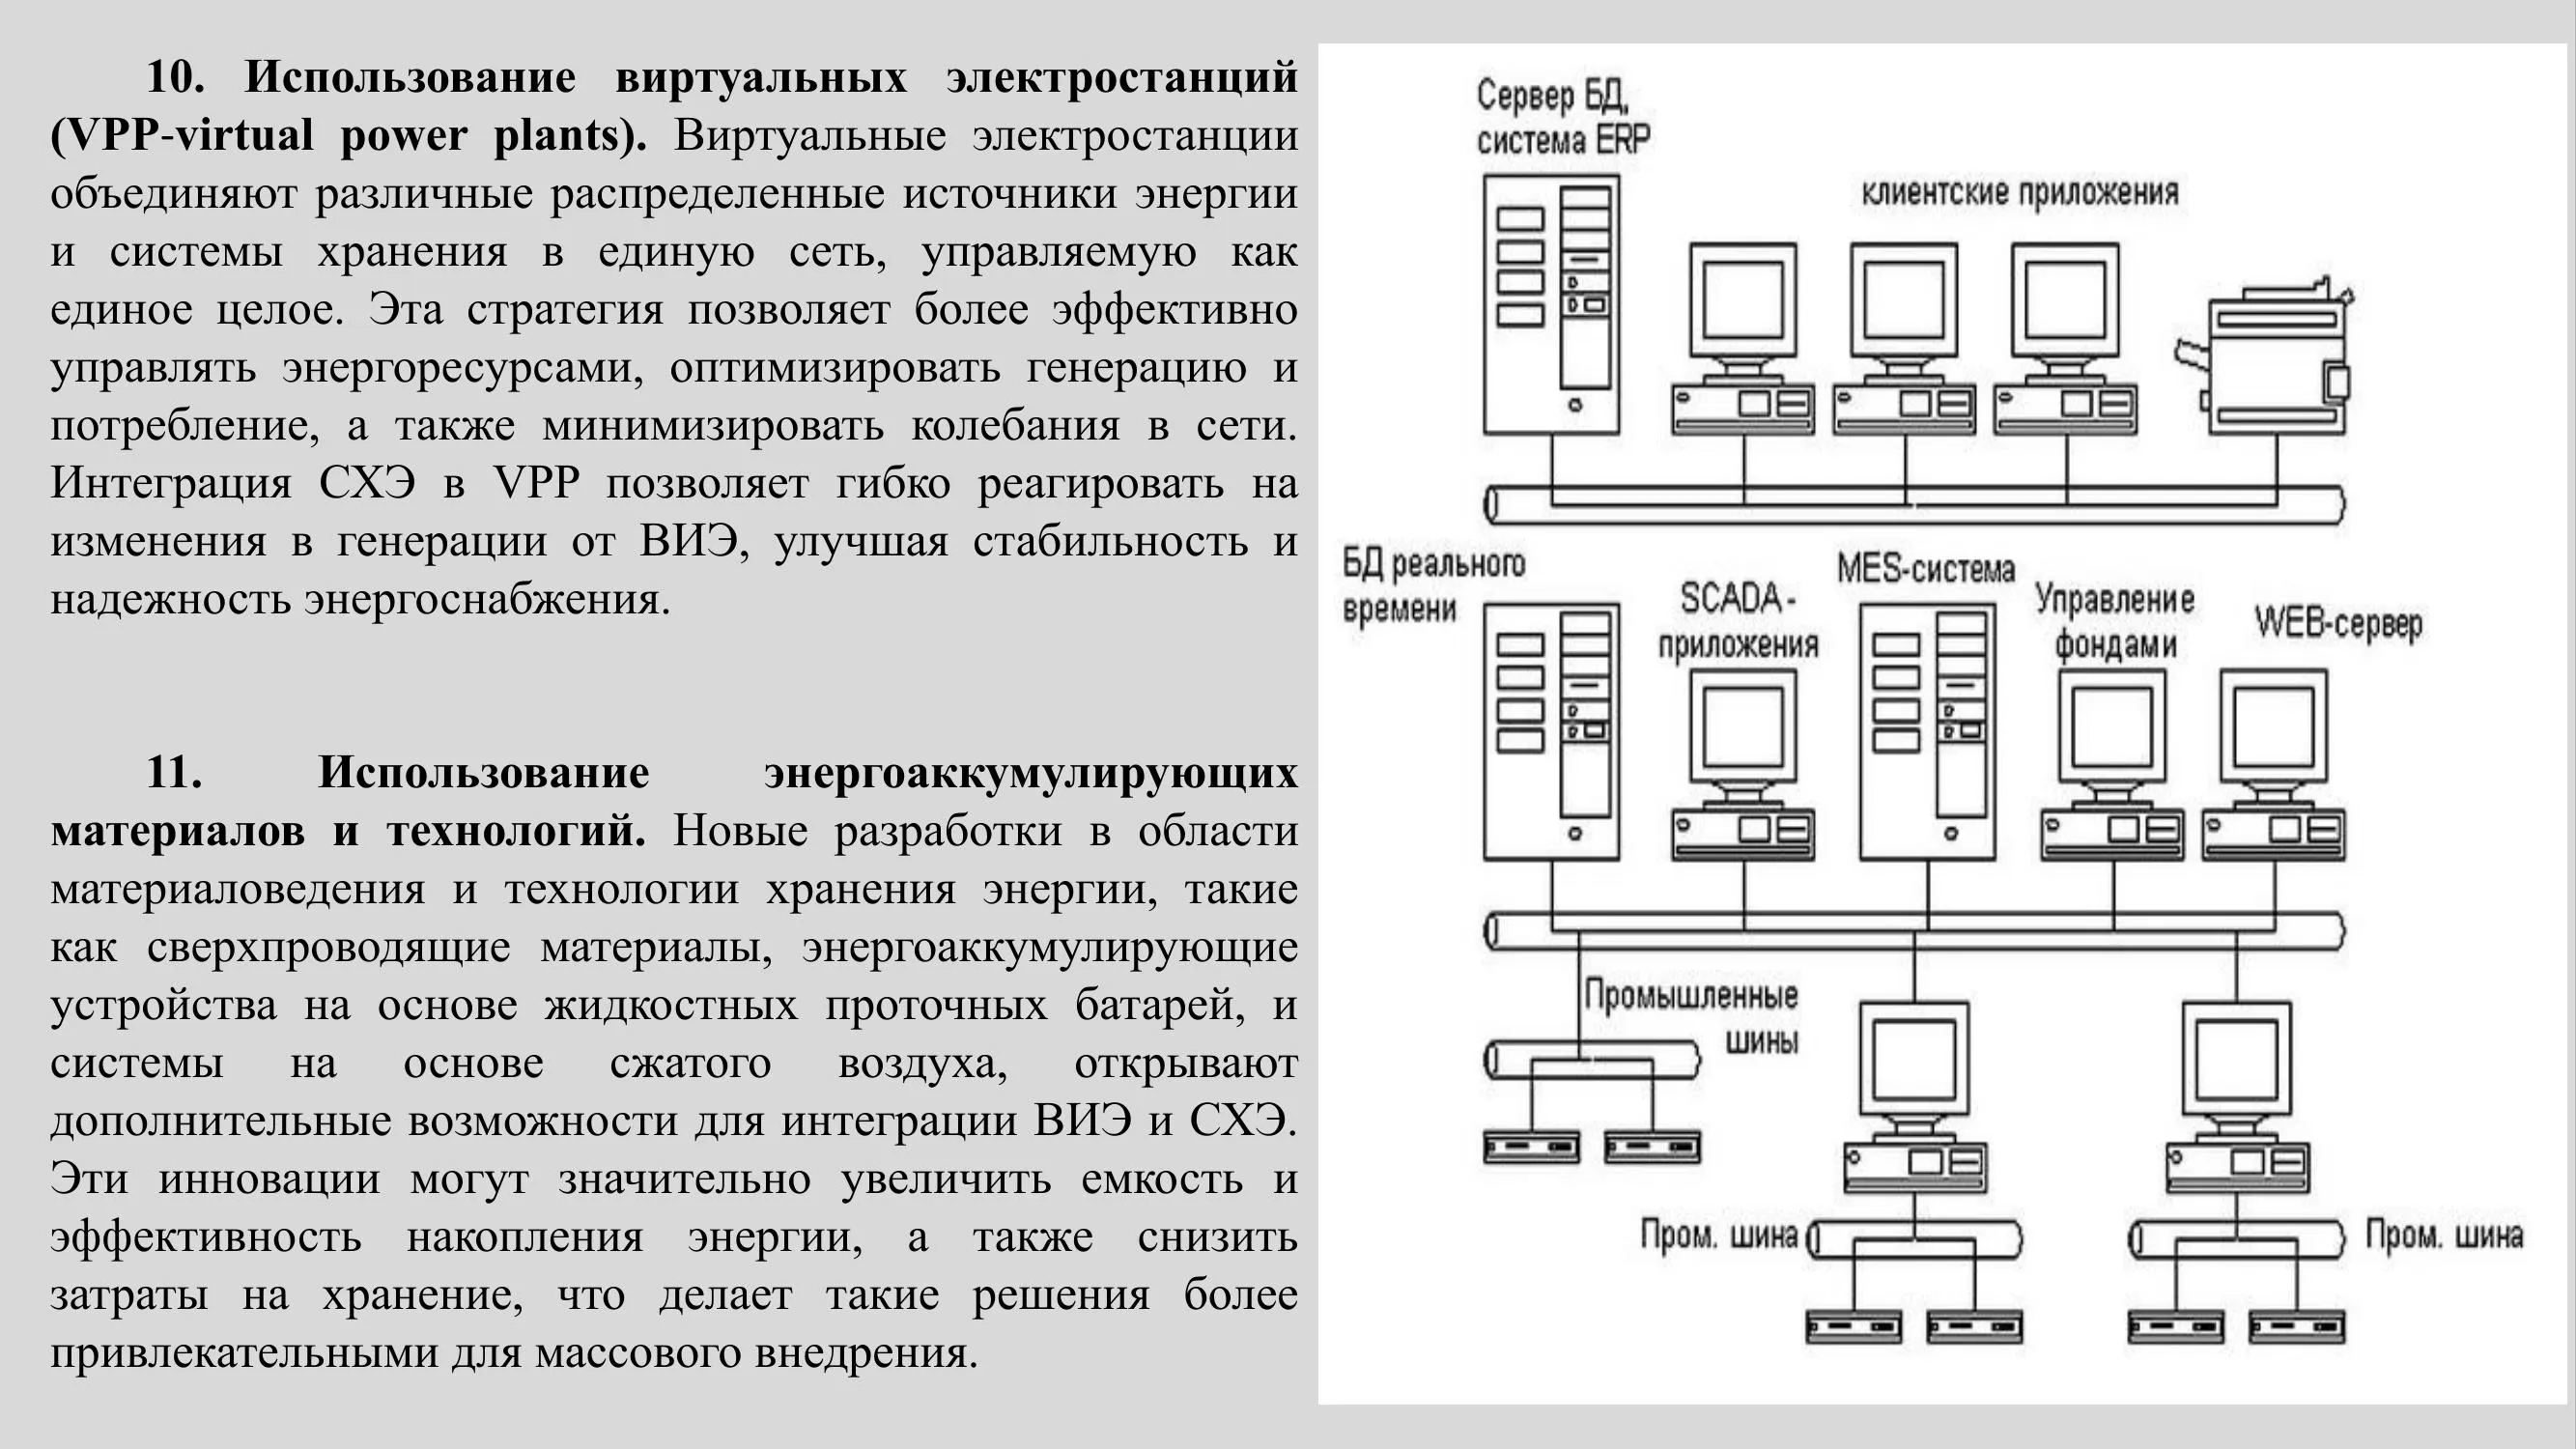 10. Использование виртуальных электростанций
(VPP-virtual power plants). Виртуальные электростанции
объединяют различные распределенные источники энергии
и системы хранения в единую сеть, управляемую как
единое целое. Эта стратегия позволяет более эффективно
управлять энергоресурсами, оптимизировать генерацию и
потребление, а также минимизировать колебания в сети.
Интеграция СХЭ в VPP позволяет гибко реагировать на
изменения в генерации от ВИЭ, улучшая стабильность и
надежность энергоснабжения.
11. Использование энергоаккумулирующих
материалов и технологий. Новые разработки в области
материаловедения и технологии хранения энергии, такие
как сверхпроводящие материалы, энергоаккумулирующие
устройства на основе жидкостных проточных батарей, и
системы на основе сжатого воздуха, открывают
дополнительные возможности для интеграции ВИЭ и СХЭ.
Эти инновации могут значительно увеличить емкость и
эффективность накопления энергии, а также снизить
затраты на хранение, что делает такие решения более
привлекательными для массового внедрения.
Сервер БД,
система ERP
клиентские приложения
БД реального
времени
SCADA -
приложения
MES-система
Управление
фондами
WEB-сервер
Промышленные
шины
Пром. шина
Пром. шина